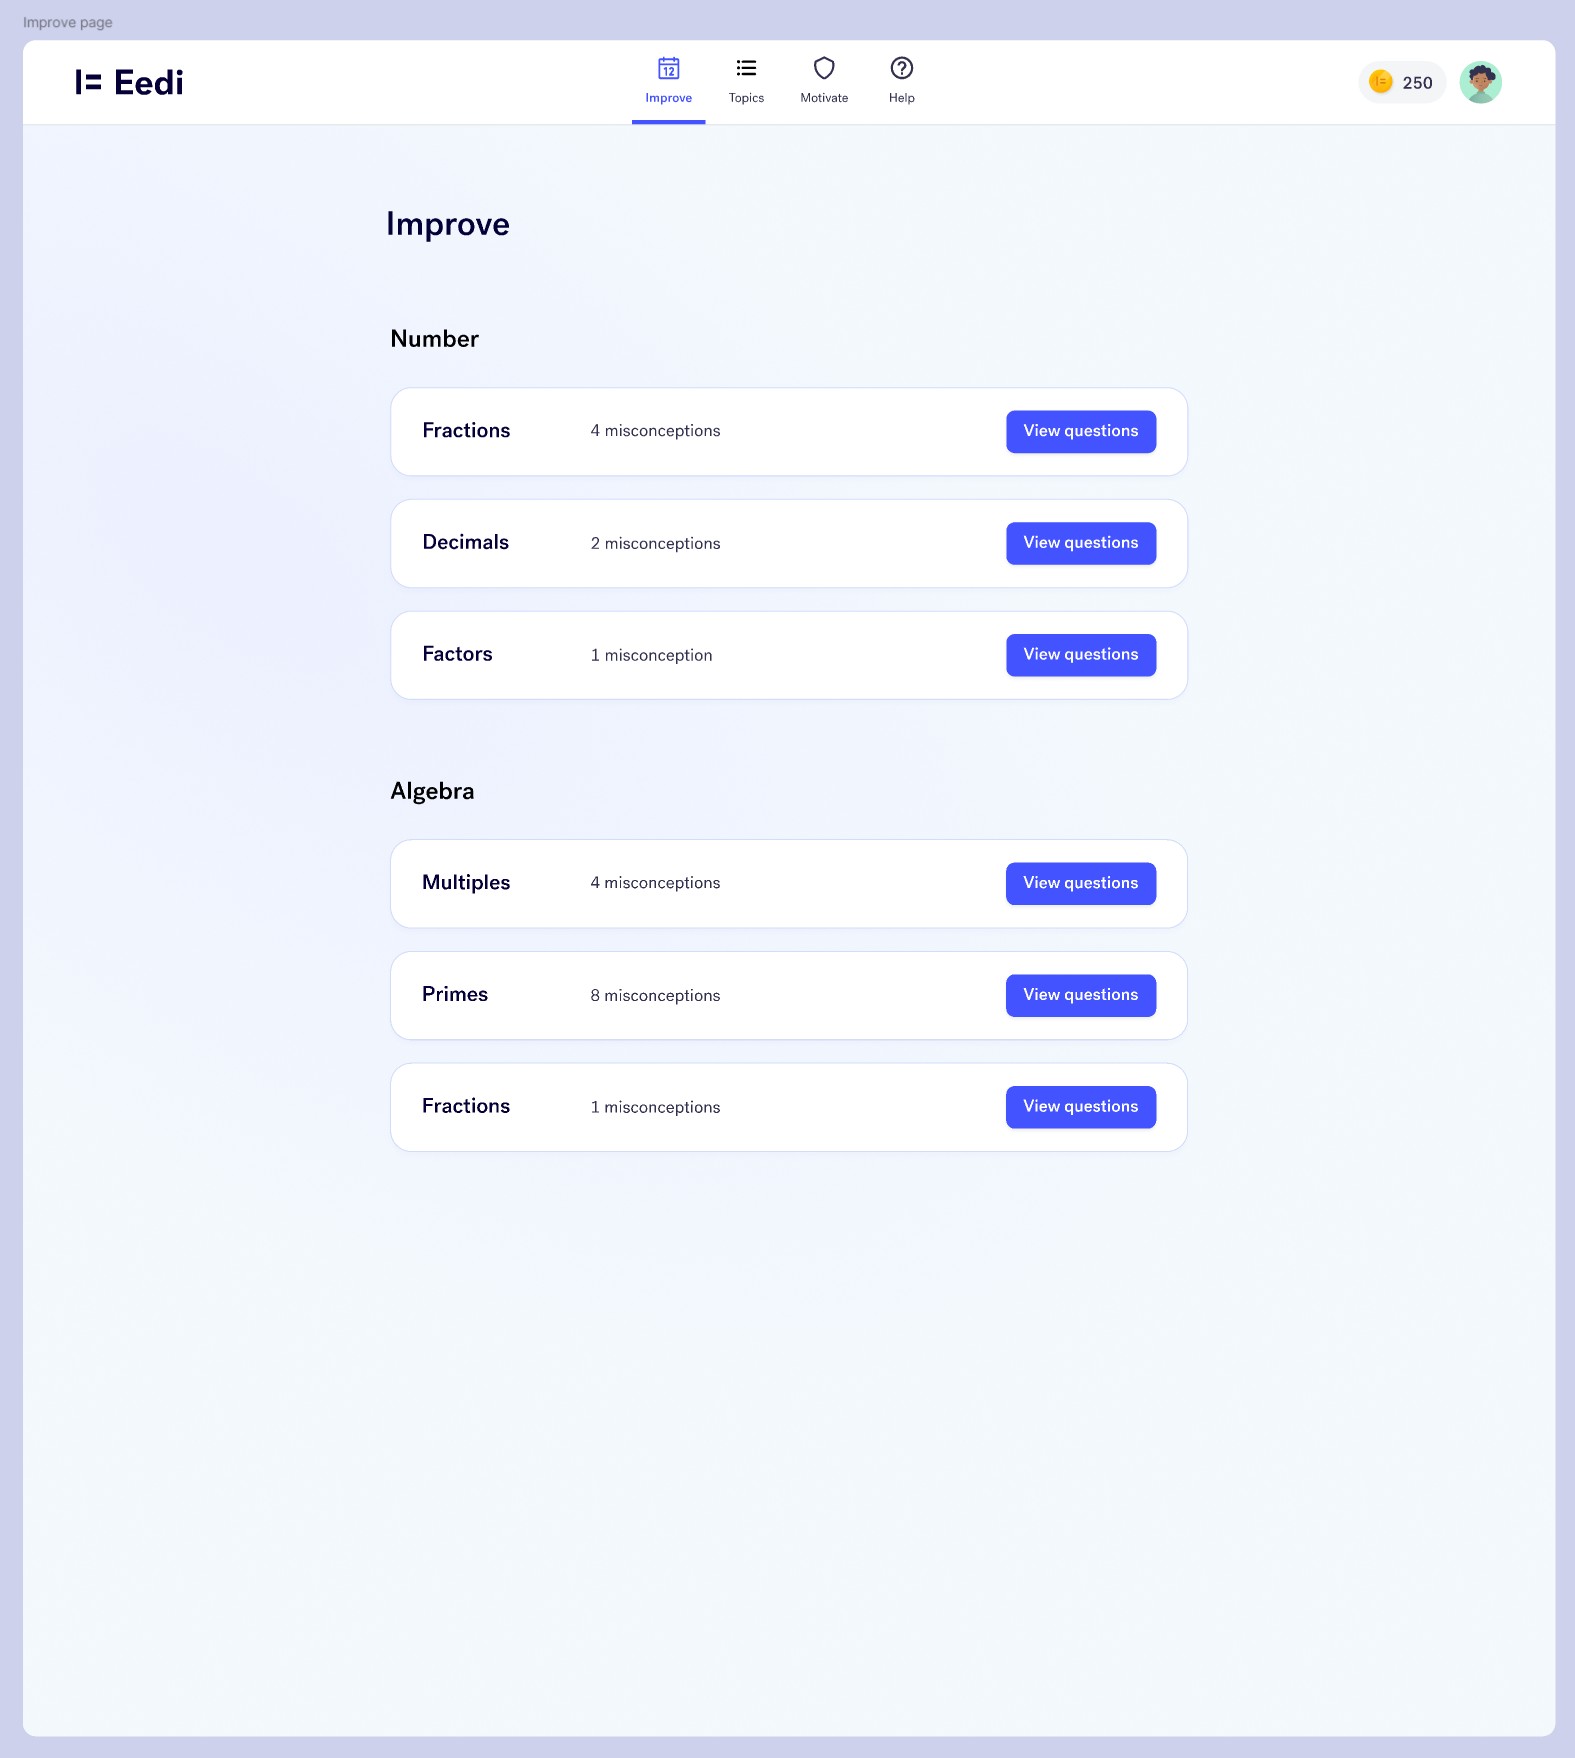 Improve page
Eedi
12
Improve
Topics
Motivate
Help
250
Improve
Number
Fractions 4 misconceptions View questions
Decimals 2 misconceptions View questions
Factors 1 misconception View questions
Algebra
Multiples 4 misconceptions View questions
Primes 8 misconceptions View questions
Fractions 1 misconceptions View questions